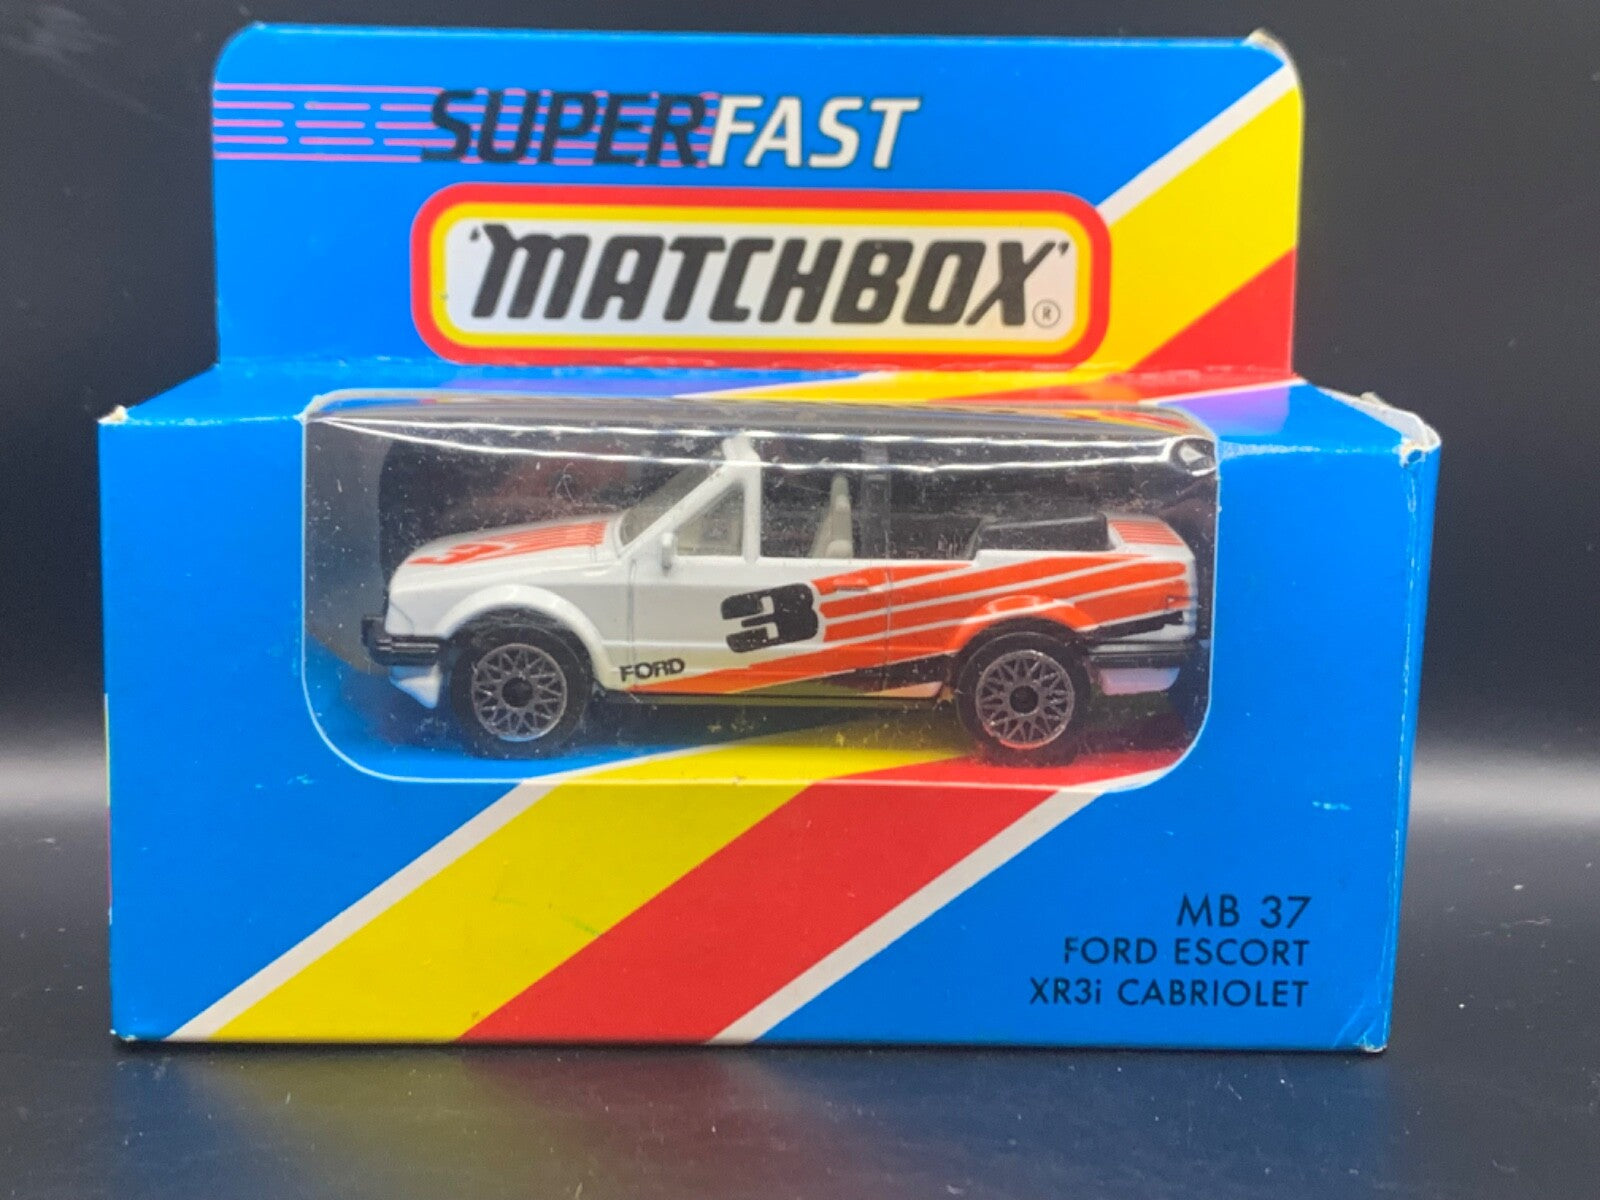 SUPERFAST
'MATCHBOX'
®
3
FORD
MB 37
FORD ESCORT
XR3i CABRIOLET